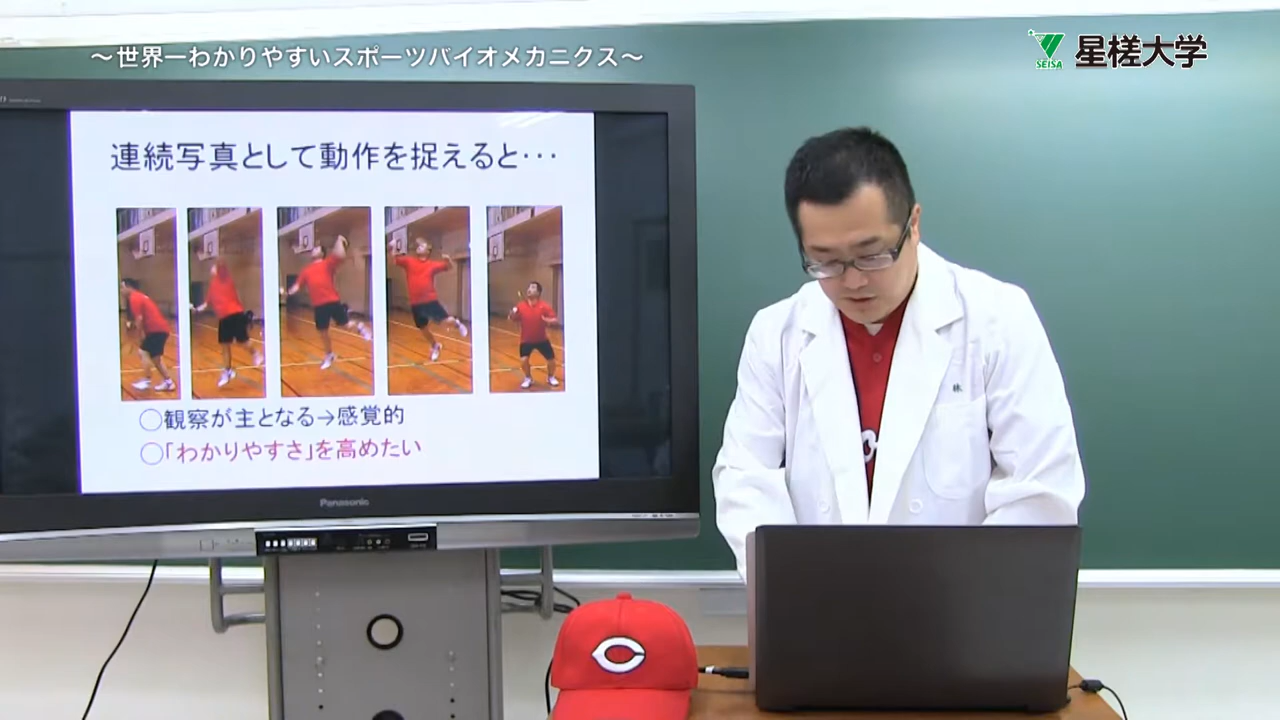 ～世界一わかりやすいスポーツバイオメカニクス～
SEISA
星槎大学
連続写真として動作を捉えると・・・
○観察が主となる→感覚的
○「わかりやすさ」を高めたい
Panasonic
林
C